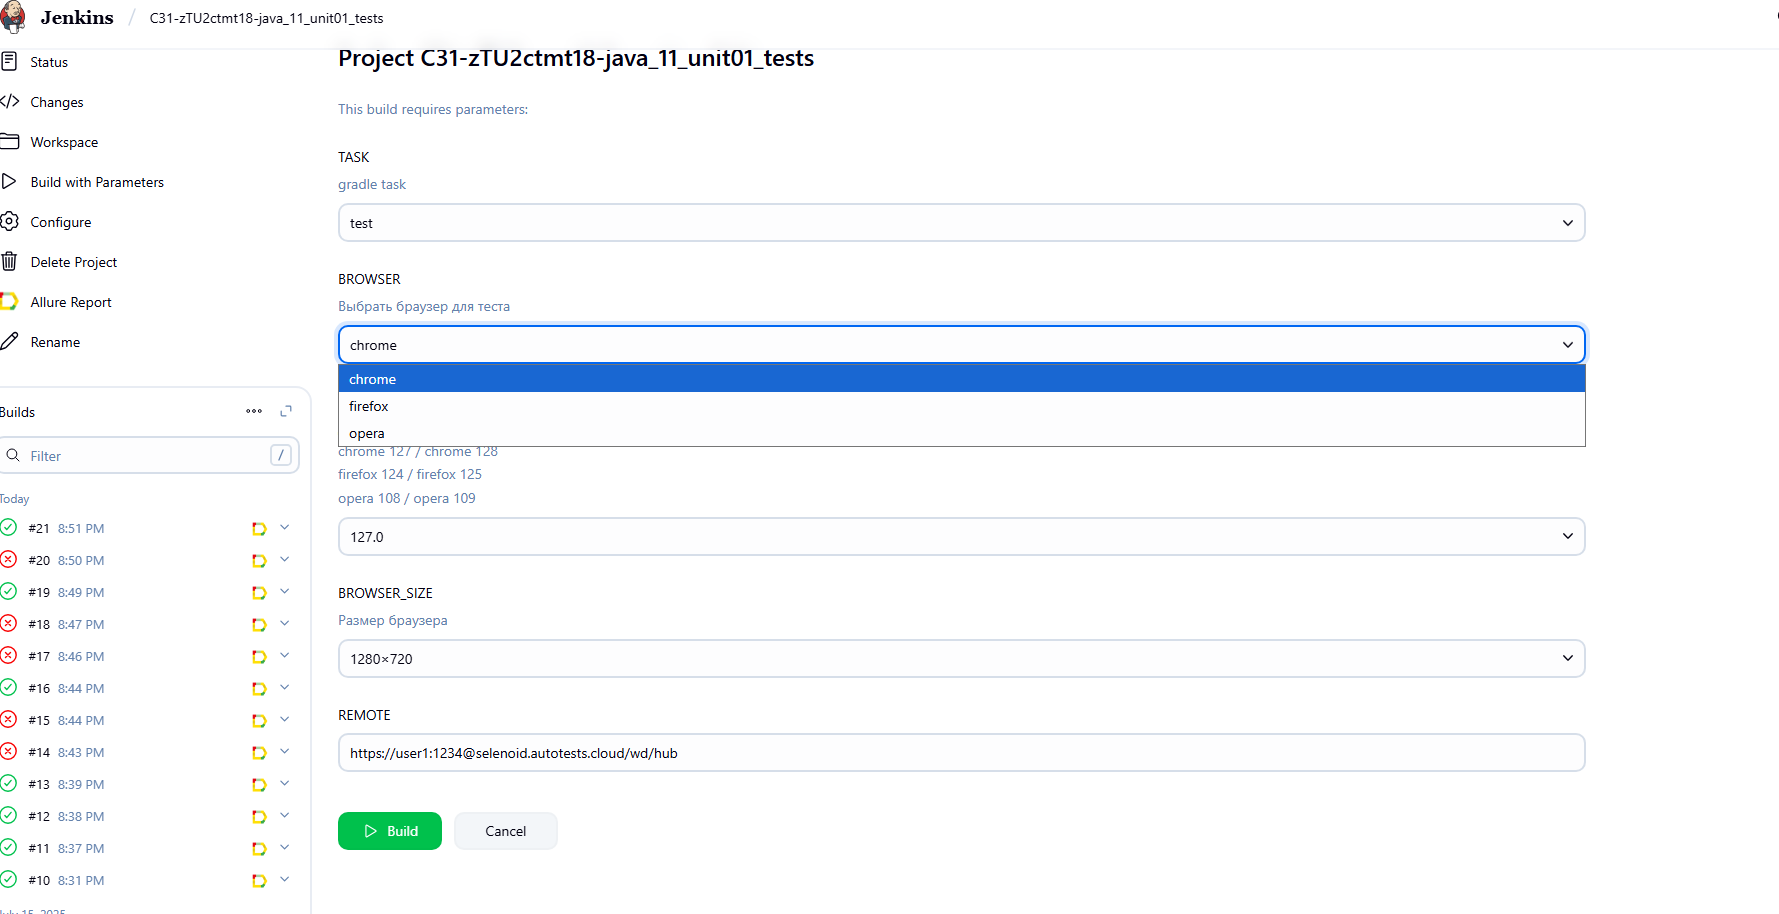 Jenkins / C31-zTU2ctmt18-java_11_unit01_tests
Status
Changes
Workspace
Build with Parameters
Configure
Delete Project
Allure Report
Rename
Builds
Filter /
Today
#21 8:51 PM
#20 8:50 PM
#19 8:49 PM
#18 8:47 PM
#17 8:46 PM
#16 8:44 PM
#15 8:44 PM
#14 8:43 PM
#13 8:39 PM
#12 8:38 PM
#11 8:37 PM
#10 8:31 PM
July 15, 2025
Project C31-zTU2ctmt18-java_11_unit01_tests
This build requires parameters:
TASK
gradle task
test
BROWSER
Выбрать браузер для теста
chrome
chrome
firefox
opera
chrome 127 / chrome 128
firefox 124 / firefox 125
opera 108 / opera 109
127.0
BROWSER_SIZE
Размер браузера
1280×720
REMOTE
https://user1:1234@selenoid.autotests.cloud/wd/hub
Build
Cancel